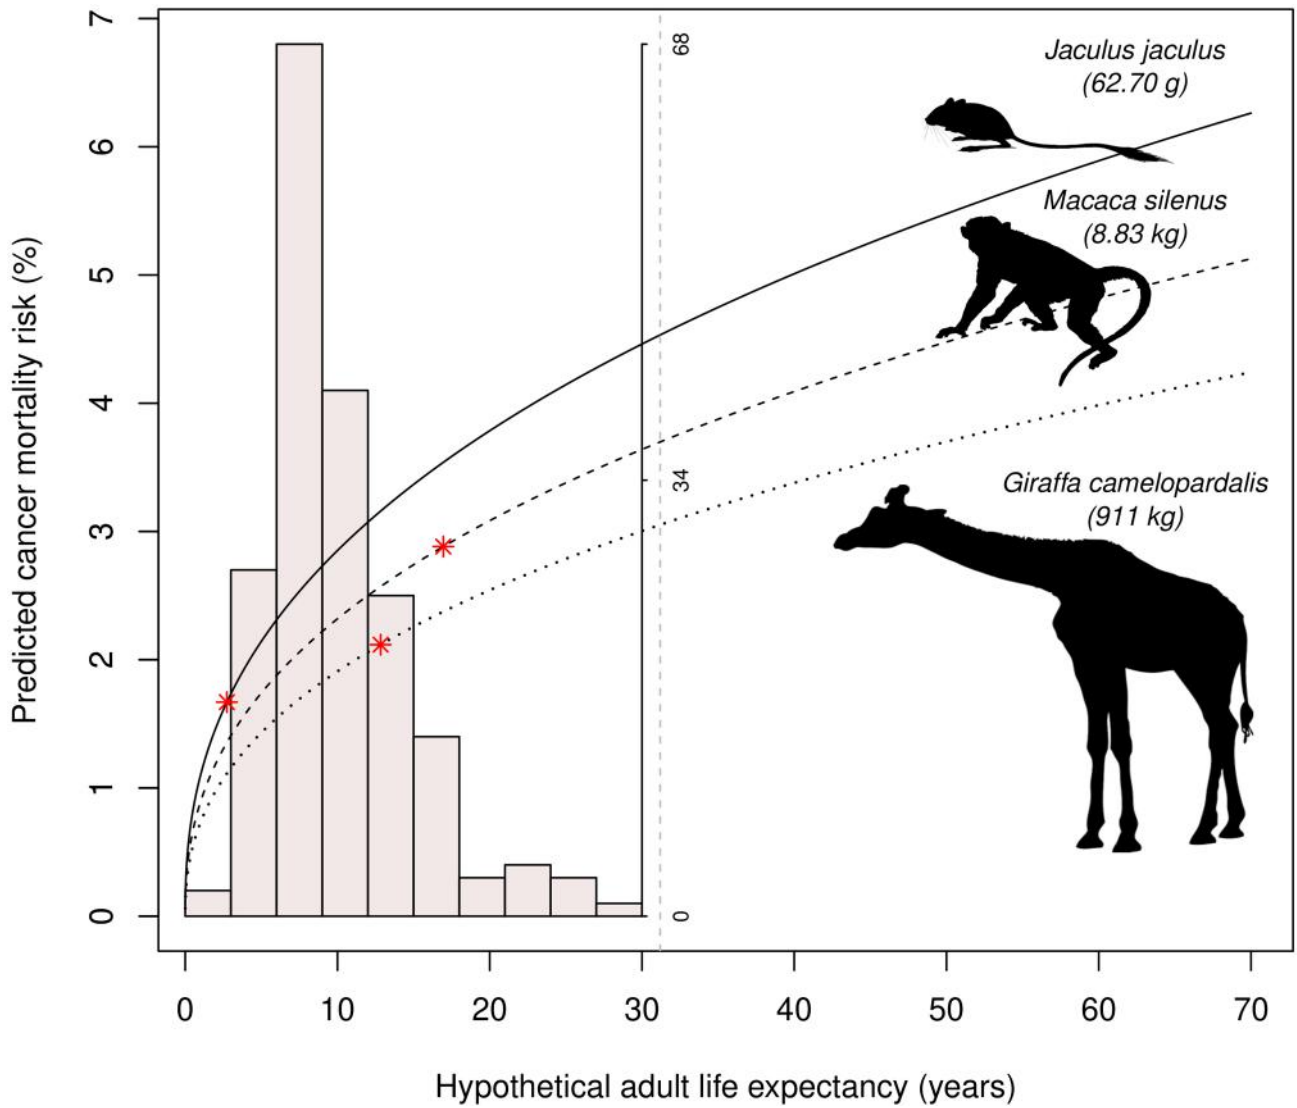 7
6
5
4
3
2
1
0
Predicted cancer mortality risk (%)
68
34
0
Jaculus jaculus
(62.70 g)
Macaca silenus
(8.83 kg)
Giraffa camelopardalis
(911 kg)
0 10 20 30 40 50 60 70
Hypothetical adult life expectancy (years)